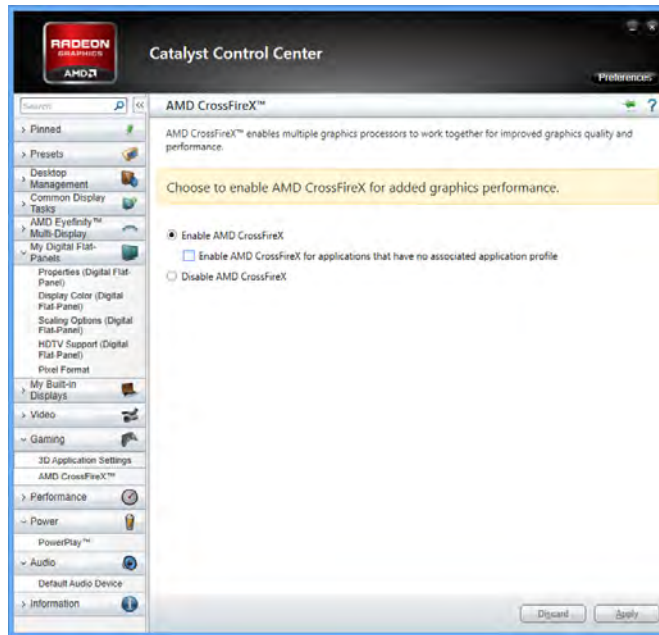 RADEON
GRAPHICS
AMD
Catalyst Control Center
Preferences
Search
AMD CrossFireX™
AMD CrossFireX™ enables multiple graphics processors to work together for improved graphics quality and
performance.
Choose to enable AMD CrossFireX for added graphics performance.
Enable AMD CrossFireX
Enable AMD CrossFireX for applications that have no associated application profile
Disable AMD CrossFireX
Pinned
Presets
Desktop
Management
Common Display
Tasks
AMD Eyefinity™
Multi-Display
My Digital Flat-
Panels
Properties (Digital Flat-
Panel)
Display Color (Digital
Flat-Panel)
Scaling Options (Digital
Flat-Panel)
HDTV Support (Digital
Flat-Panel)
Pixel Format
My Built-in
Displays
Video
Gaming
3D Application Settings
AMD CrossFireX™
Performance
Power
PowerPlay™
Audio
Default Audio Device
Information
Discard
Apply